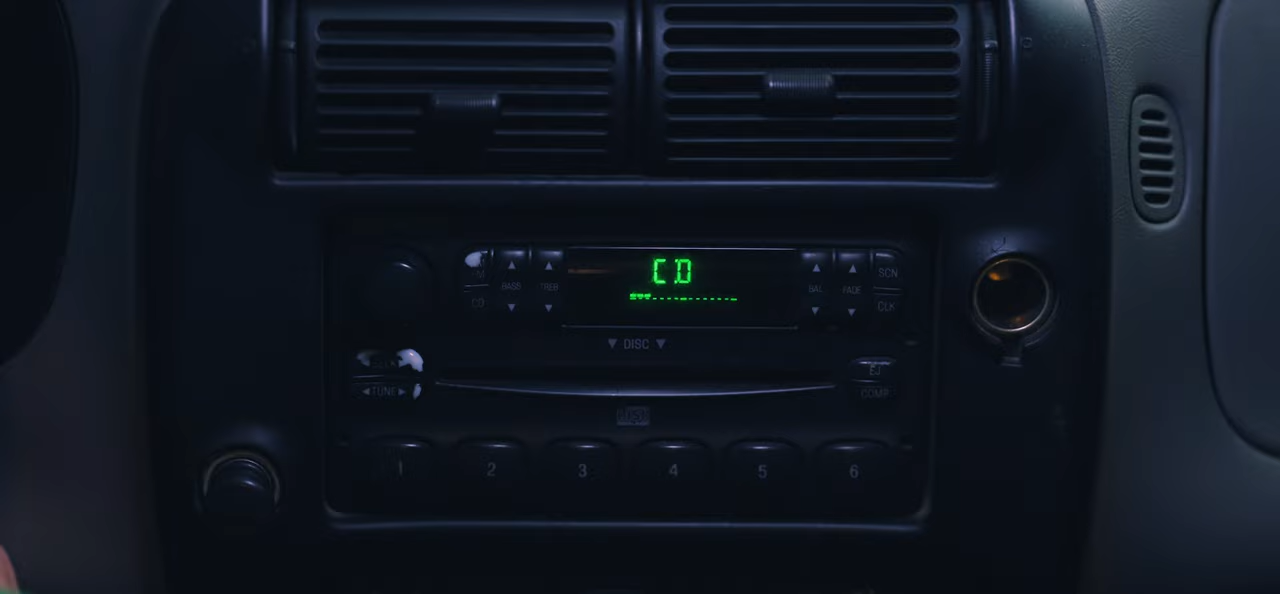 CD
BASS TREB BAL FADE SCN
CD CLK
▼ DISC ▼
EJ
◀TUNE▶ COMP
1 2 3 4 5 6